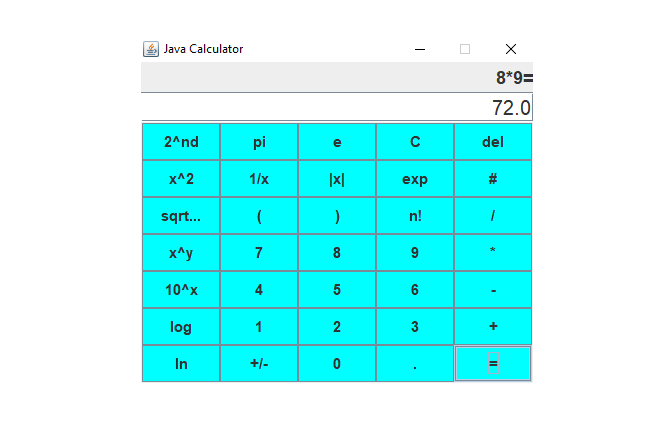 Java Calculator
8*9=
72.0
2^nd pi e C del
x^2 1/x |x| exp #
sqrt... ( ) n! /
x^y 7 8 9 *
10^x 4 5 6 -
log 1 2 3 +
ln +/- 0 . =